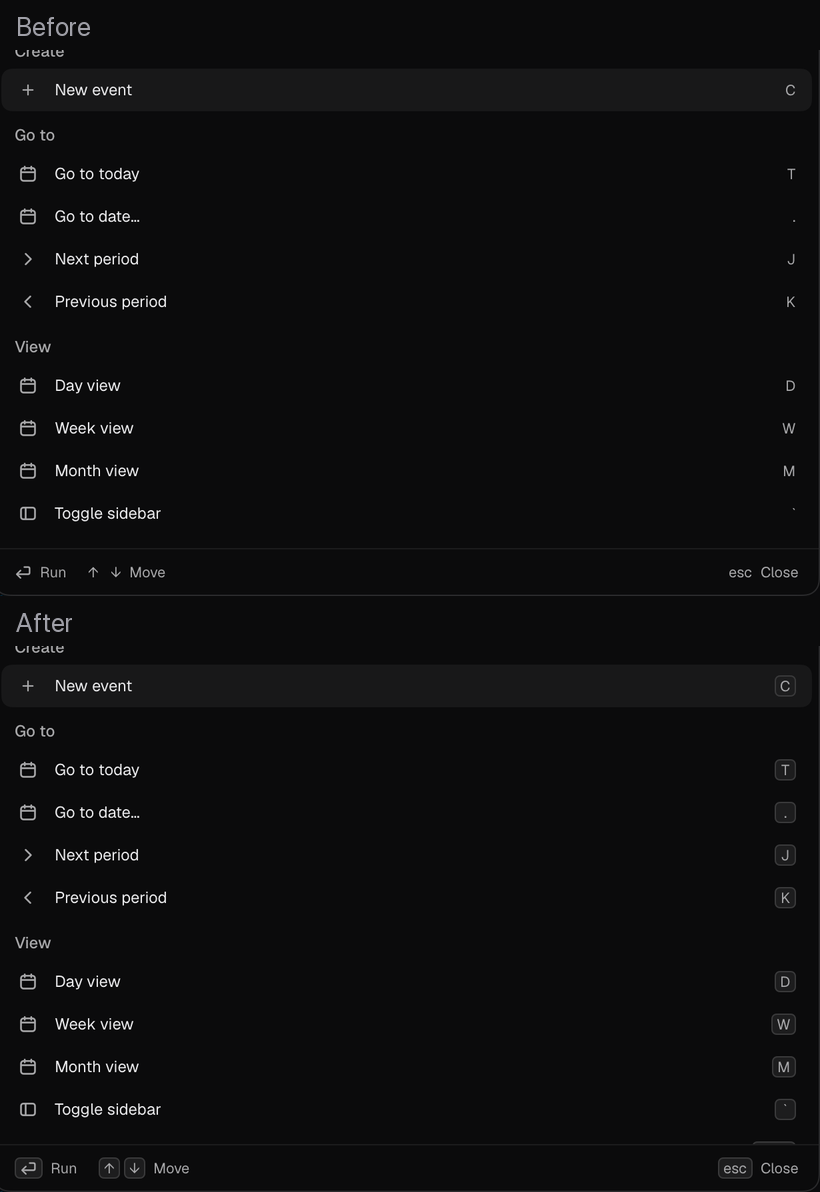 Before
Create
New event C
Go to
Go to today T
Go to date... .
Next period J
Previous period K
View
Day view D
Week view W
Month view M
Toggle sidebar `
Run ↑ ↓ Move esc Close
After
Create
New event C
Go to
Go to today T
Go to date... .
Next period J
Previous period K
View
Day view D
Week view W
Month view M
Toggle sidebar `
Run ↑ ↓ Move esc Close